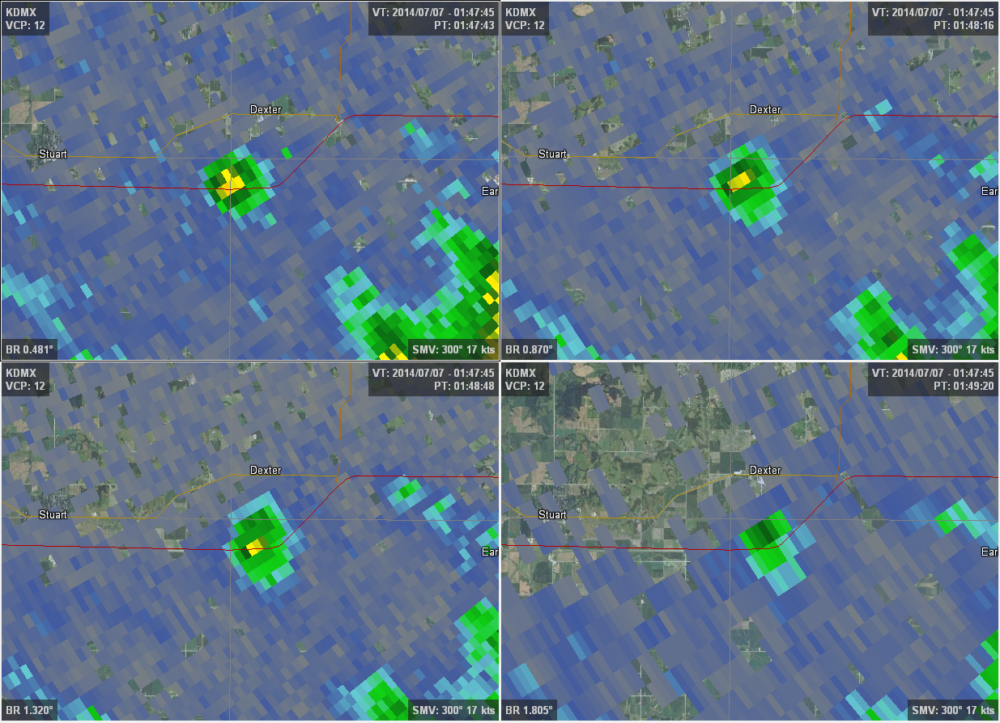 KDMX
VCP: 12
VT: 2014/07/07 - 01:47:45
PT: 01:47:43
Dexter
Stuart
Ear
BR 0.481°
SMV: 300° 17 kts
KDMX
VCP: 12
VT: 2014/07/07 - 01:47:45
PT: 01:48:16
Dexter
Stuart
Ear
BR 0.870°
SMV: 300° 17 kts
KDMX
VCP: 12
VT: 2014/07/07 - 01:47:45
PT: 01:48:48
Dexter
Stuart
Ear
BR 1.320°
SMV: 300° 17 kts
KDMX
VCP: 12
VT: 2014/07/07 - 01:47:45
PT: 01:49:20
Dexter
Stuart
Ear
BR 1.805°
SMV: 300° 17 kts